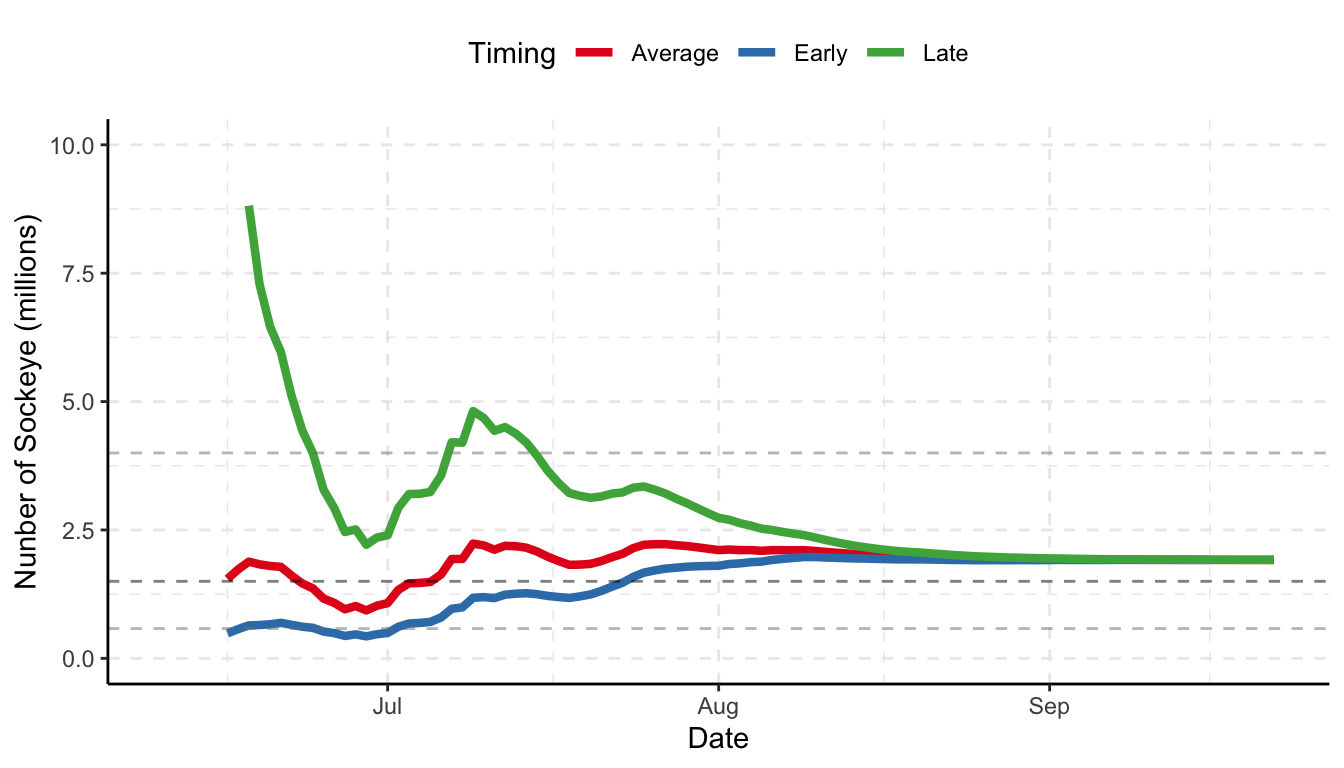 Timing Average Early Late
10.0
7.5
5.0
2.5
0.0
Nunber of Sockeye (millions)
Jul Aug Sep
Date